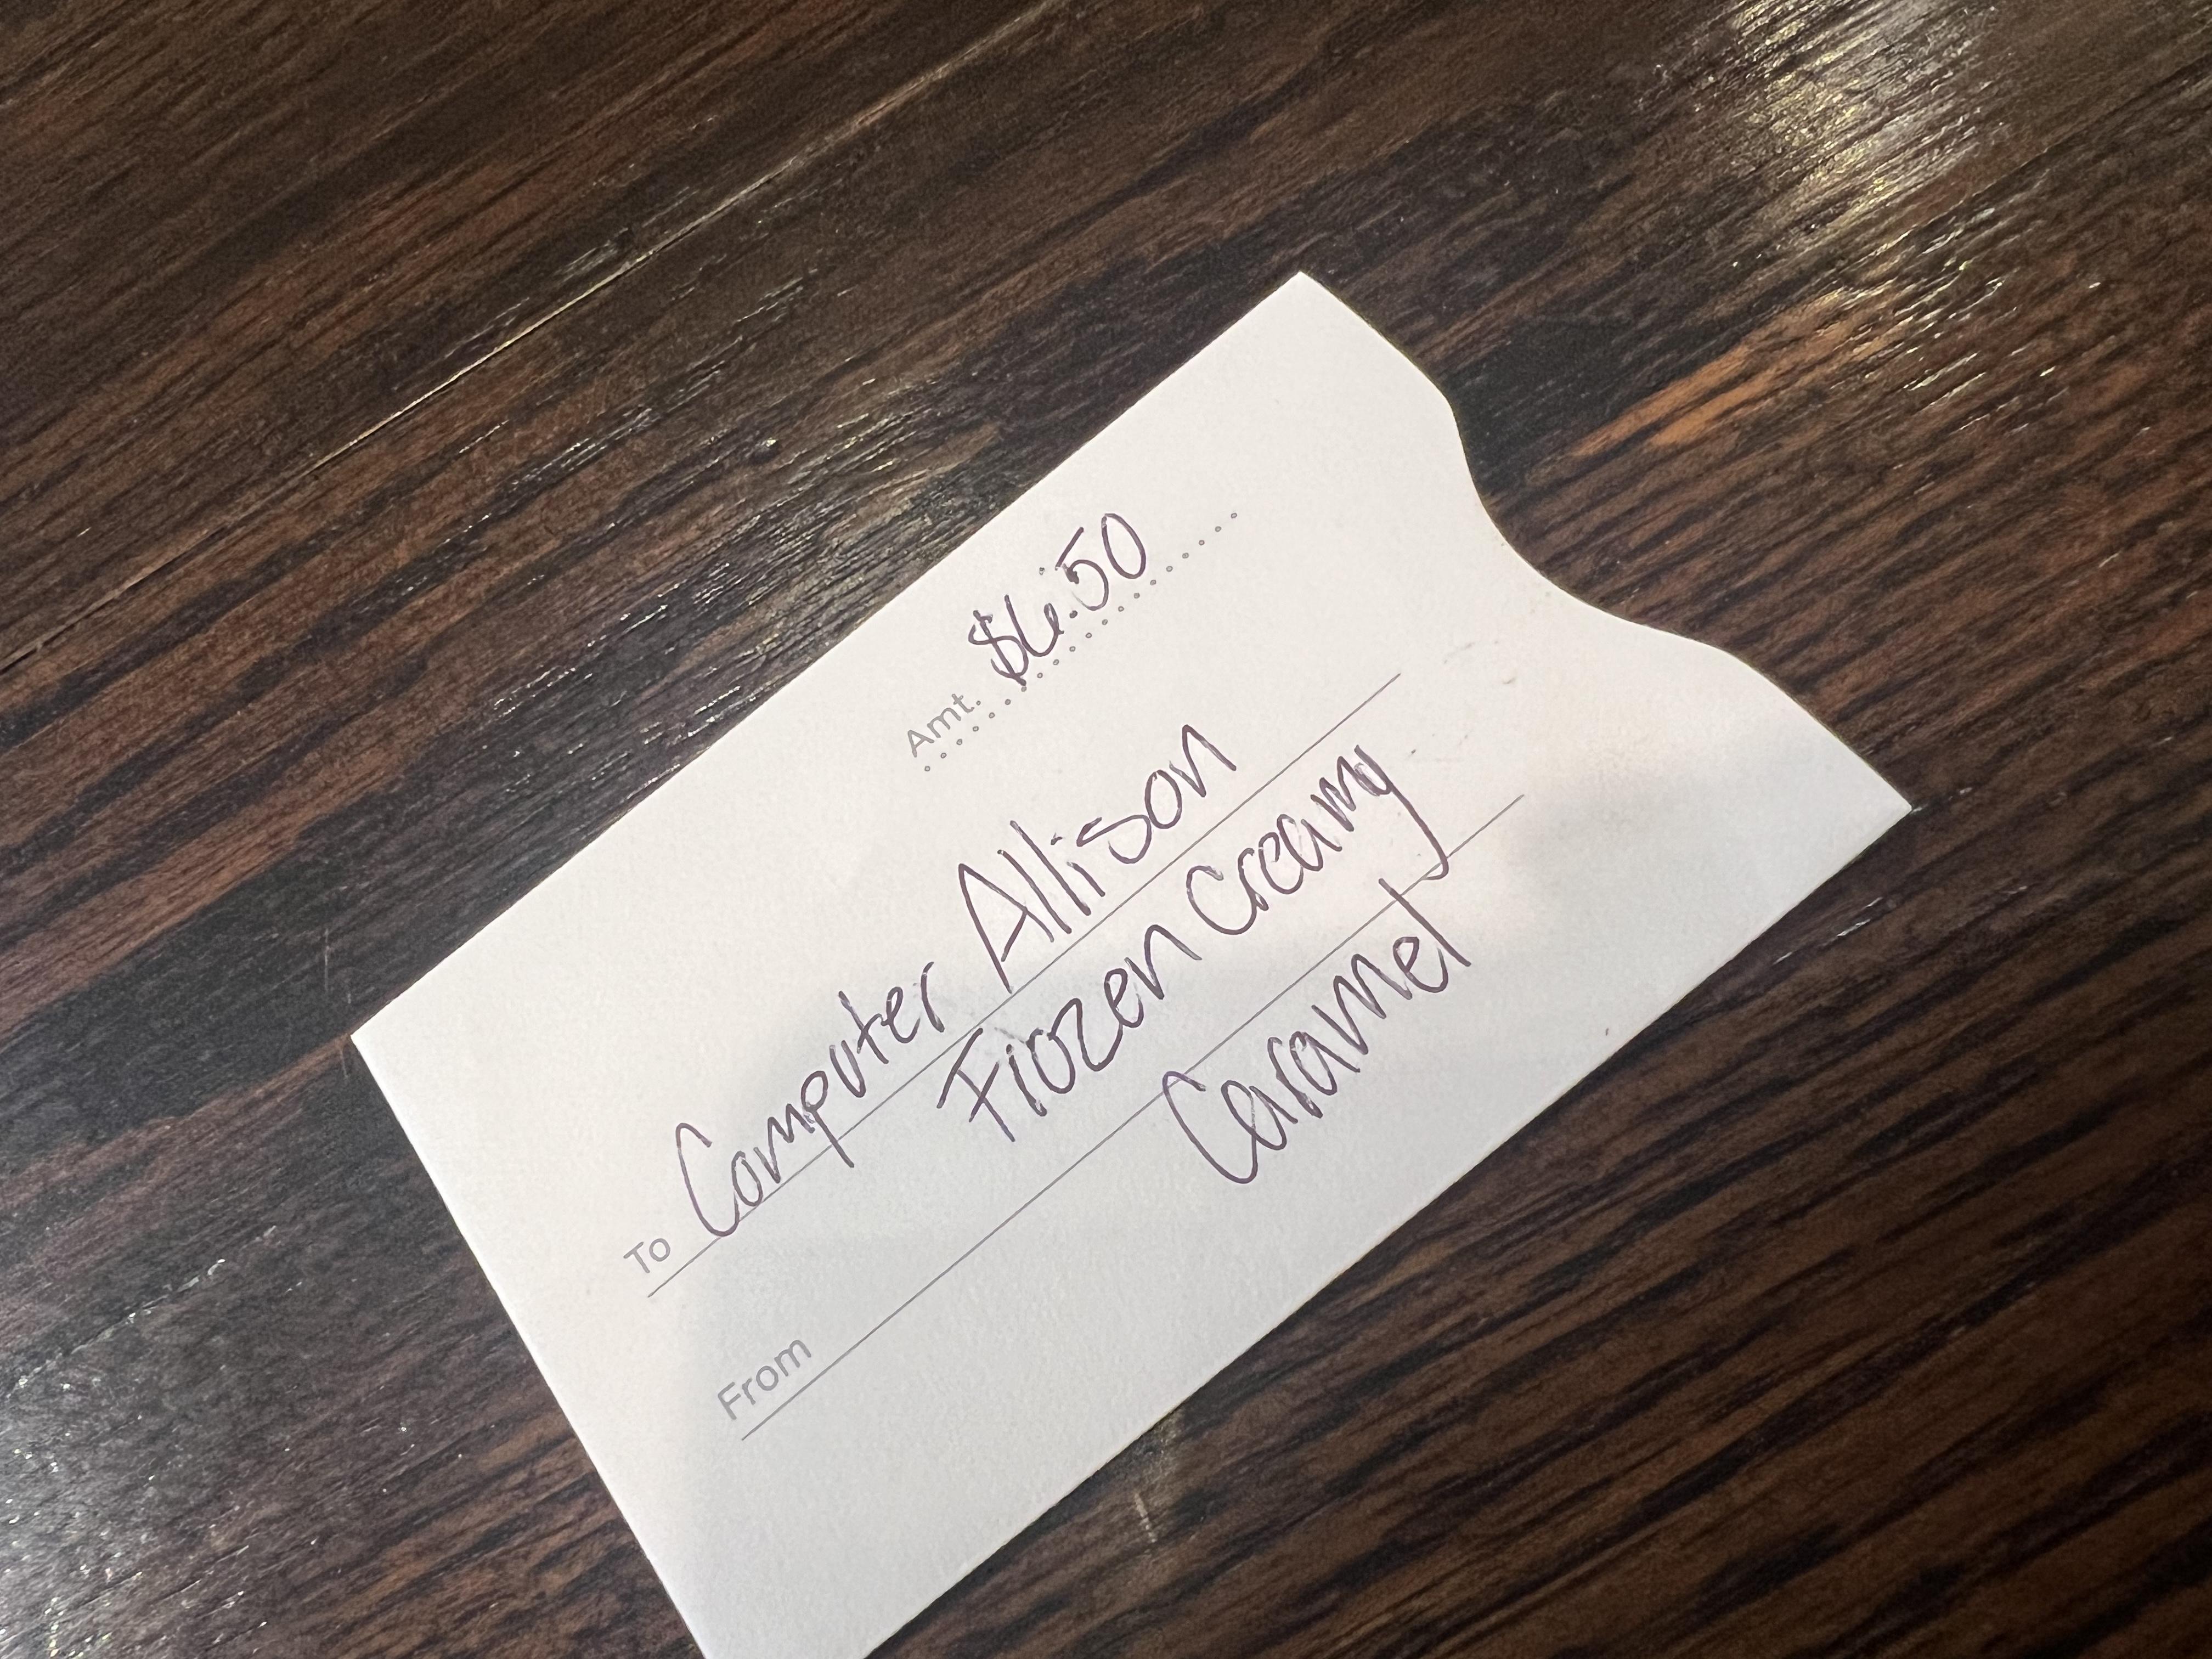 Amt. $6.50
To Computer Allison
Frozen Creamy
From Caramel